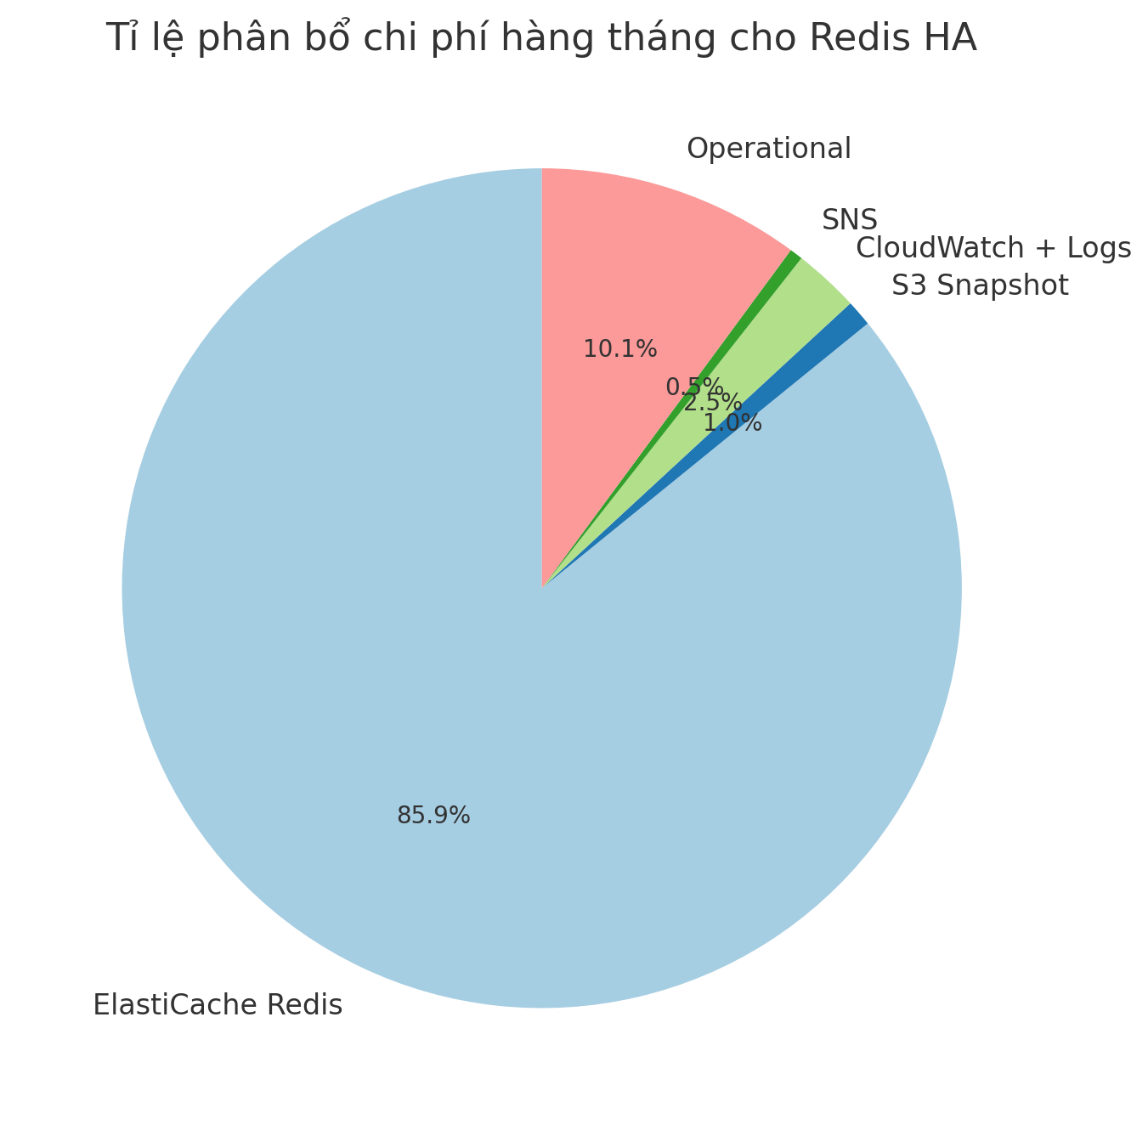 Tỉ lệ phân bổ chi phí hàng tháng cho Redis HA
Operational
SNS
CloudWatch + Logs
S3 Snapshot
10.1%
0.5%
2.5%
1.0%
85.9%
ElastiCache Redis